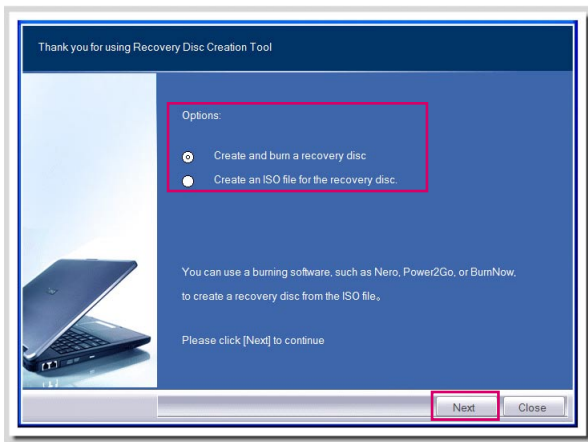 Thank you for using Recovery Disc Creation Tool
Options:
Create and burn a recovery disc
Create an ISO file for the recovery disc.
You can use a burning software, such as Nero, Power2Go, or BurnNow,
to create a recovery disc from the ISO file。
Please click [Next] to continue
Next
Close